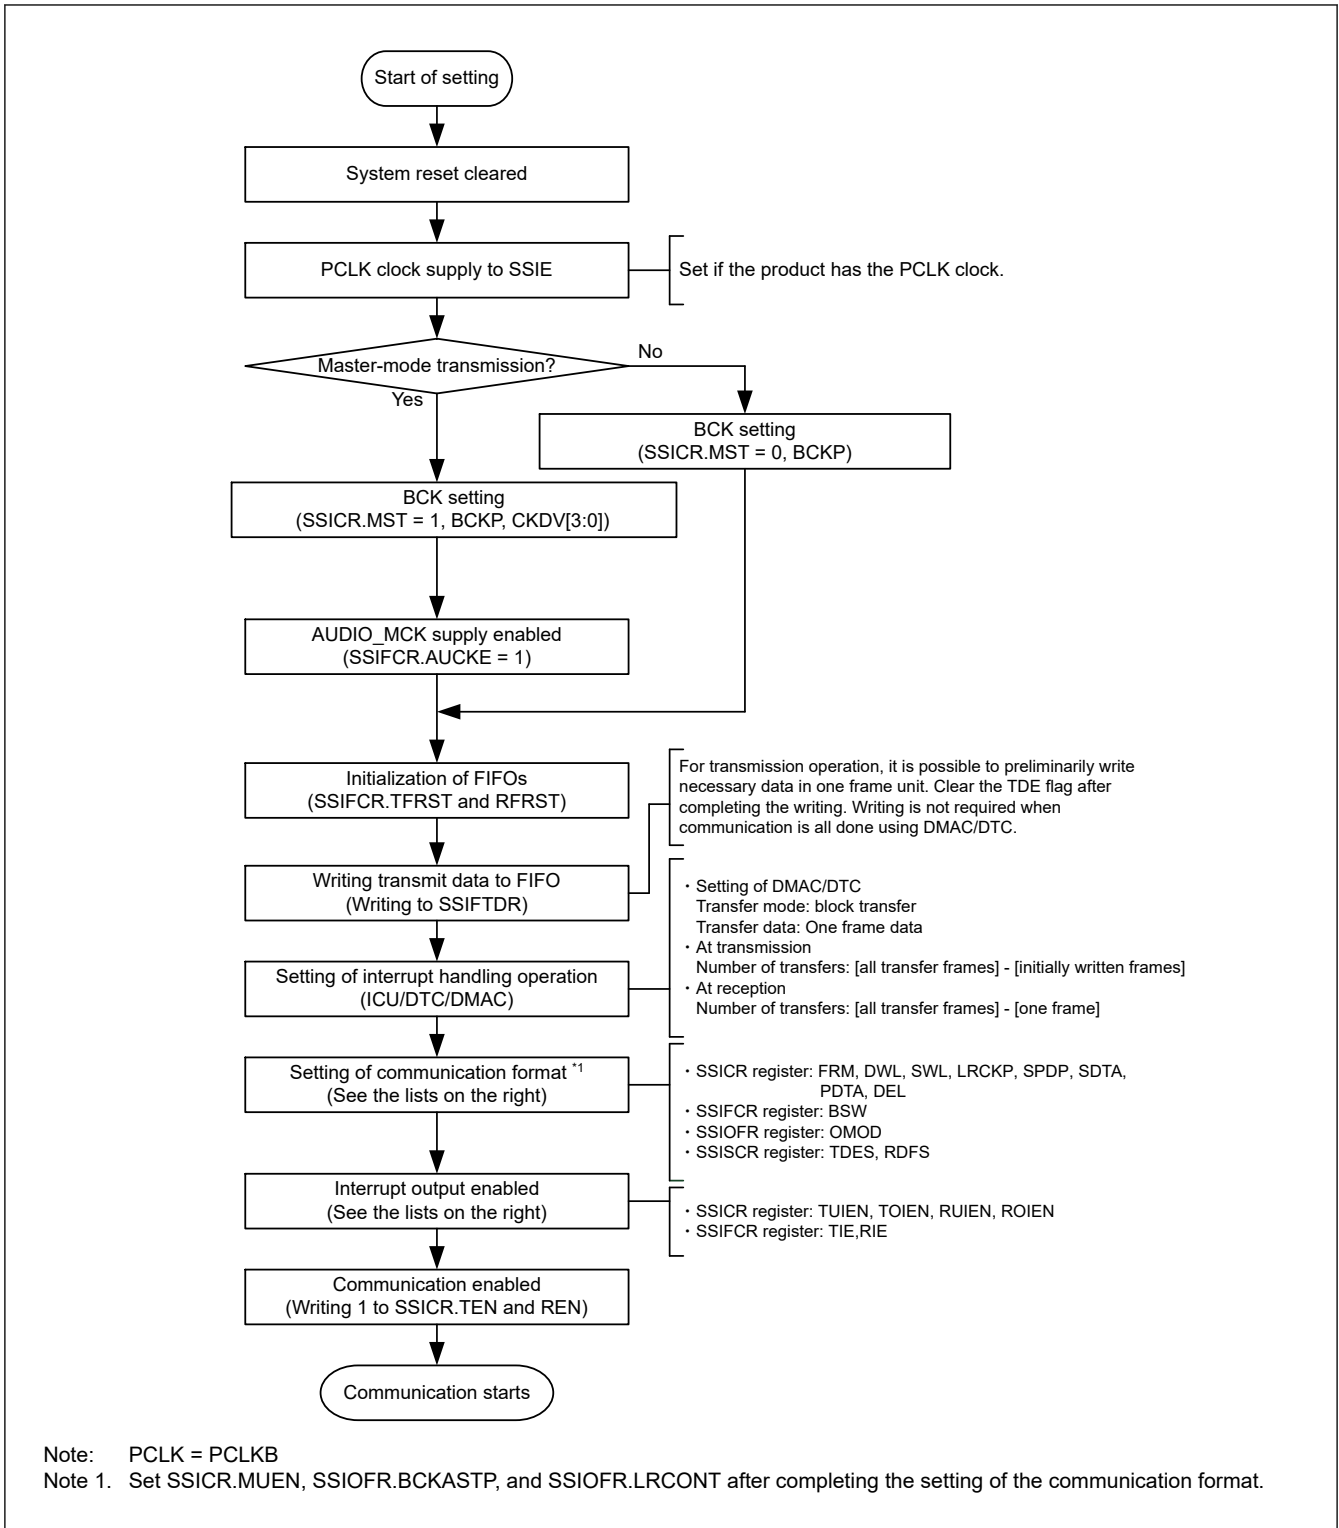 Start of setting
System reset cleared
PCLK clock supply to SSIE
Set if the product has the PCLK clock.
Master-mode transmission?
No
Yes
BCK setting
(SSICR.MST = 0, BCKP)
BCK setting
(SSICR.MST = 1, BCKP, CKDV[3:0])
AUDIO_MCK supply enabled
(SSIFCR.AUCKE = 1)
Initialization of FIFOs
(SSIFCR.TFRST and RFRST)
For transmission operation, it is possible to preliminarily write
necessary data in one frame unit. Clear the TDE flag after
completing the writing. Writing is not required when
communication is all done using DMAC/DTC.
Writing transmit data to FIFO
(Writing to SSIFTDR)
・Setting of DMAC/DTC
Transfer mode: block transfer
Transfer data: One frame data
・At transmission
Number of transfers: [all transfer frames] - [initially written frames]
・At reception
Number of transfers: [all transfer frames] - [one frame]
Setting of interrupt handling operation
(ICU/DTC/DMAC)
Setting of communication format *1
(See the lists on the right)
・SSICR register: FRM, DWL, SWL, LRCKP, SPDP, SDTA,
PDTA, DEL
・SSIFCR register: BSW
・SSIOFR register: OMOD
・SSISCR register: TDES, RDFS
Interrupt output enabled
(See the lists on the right)
・SSICR register: TUIEN, TOIEN, RUIEN, ROIEN
・SSIFCR register: TIE,RIE
Communication enabled
(Writing 1 to SSICR.TEN and REN)
Communication starts
Note: PCLK = PCLKB
Note 1. Set SSICR.MUEN, SSIOFR.BCKASTP, and SSIOFR.LRCONT after completing the setting of the communication format.